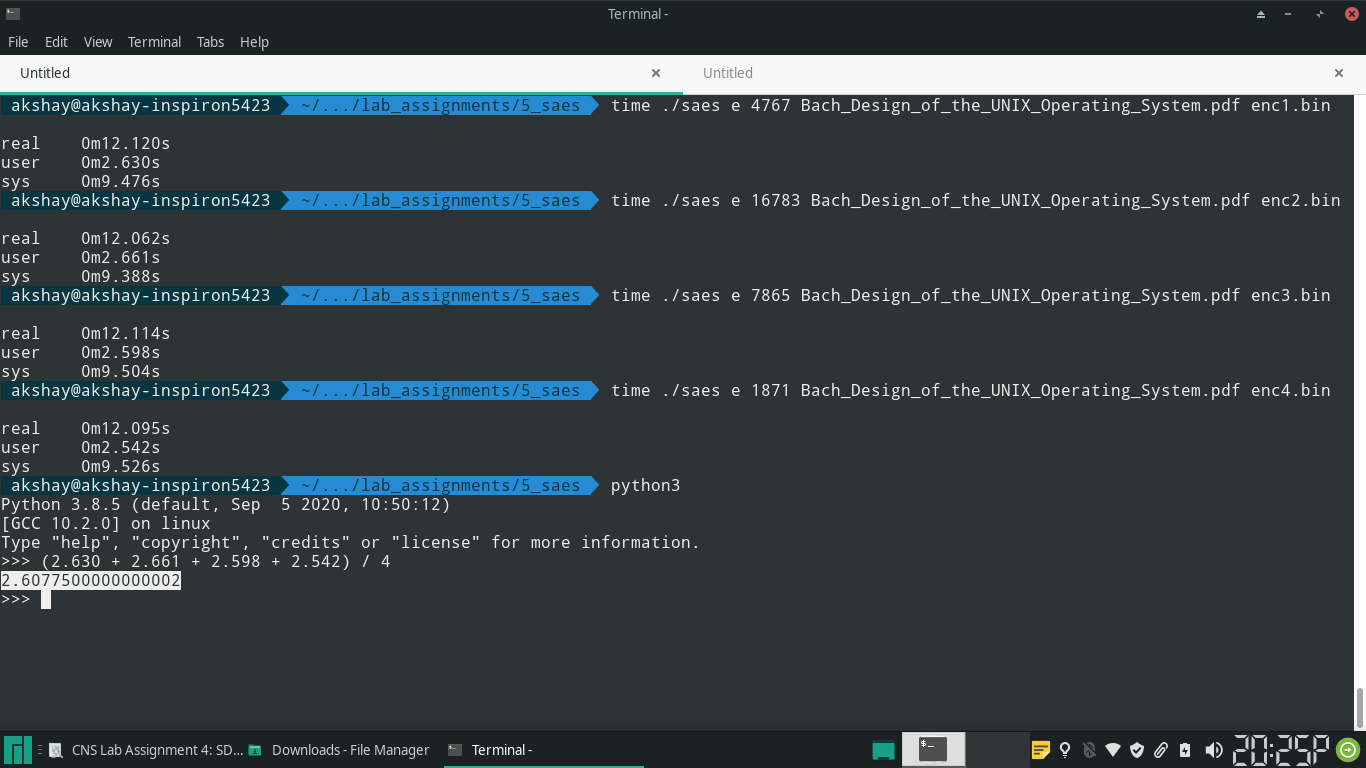 Terminal -
File Edit View Terminal Tabs Help
Untitled Untitled
akshay@akshay-inspiron5423 ~/.../lab_assignments/5_saes time ./saes e 4767 Bach_Design_of_the_UNIX_Operating_System.pdf enc1.bin
real 0m12.120s
user 0m2.630s
sys 0m9.476s
akshay@akshay-inspiron5423 ~/.../lab_assignments/5_saes time ./saes e 16783 Bach_Design_of_the_UNIX_Operating_System.pdf enc2.bin
real 0m12.062s
user 0m2.661s
sys 0m9.388s
akshay@akshay-inspiron5423 ~/.../lab_assignments/5_saes time ./saes e 7865 Bach_Design_of_the_UNIX_Operating_System.pdf enc3.bin
real 0m12.114s
user 0m2.598s
sys 0m9.504s
akshay@akshay-inspiron5423 ~/.../lab_assignments/5_saes time ./saes e 1871 Bach_Design_of_the_UNIX_Operating_System.pdf enc4.bin
real 0m12.095s
user 0m2.542s
sys 0m9.526s
akshay@akshay-inspiron5423 ~/.../lab_assignments/5_saes python3
Python 3.8.5 (default, Sep  5 2020, 10:50:12)
[GCC 10.2.0] on linux
Type "help", "copyright", "credits" or "license" for more information.
>>> (2.630 + 2.661 + 2.598 + 2.542) / 4
2.6077500000000002
>>>
CNS Lab Assignment 4: SD... Downloads - File Manager Terminal - 20:25P